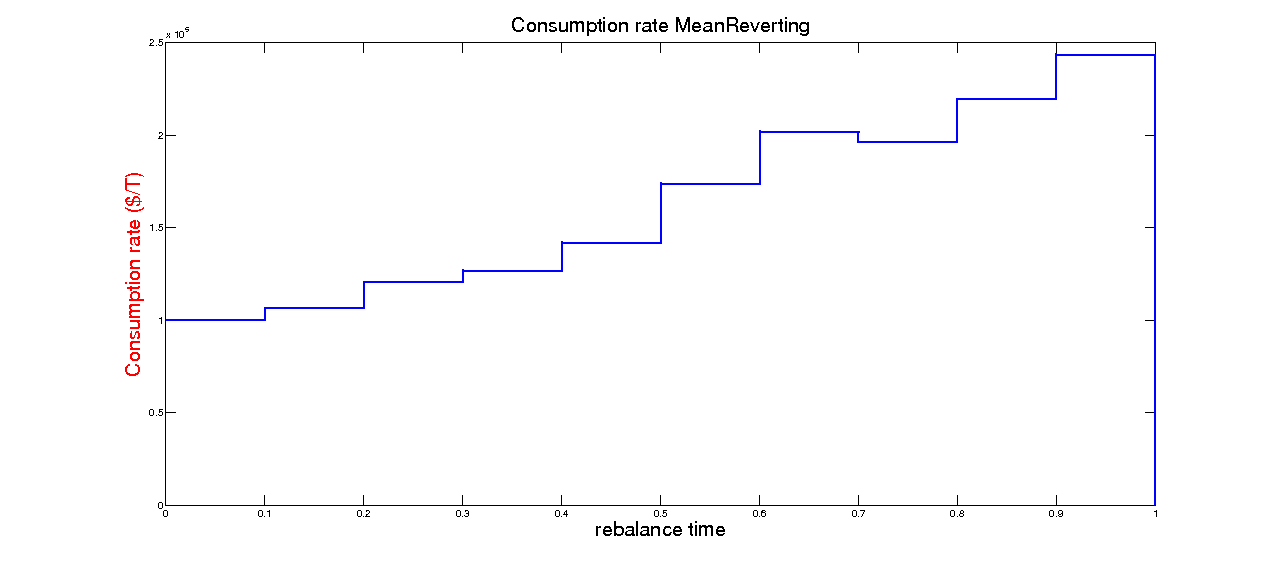 Consumption rate MeanReverting
x 10^5
2.5
2
1.5
1
0.5
0
Consumption rate ($/T)
0 0.1 0.2 0.3 0.4 0.5 0.6 0.7 0.8 0.9 1
rebalance time